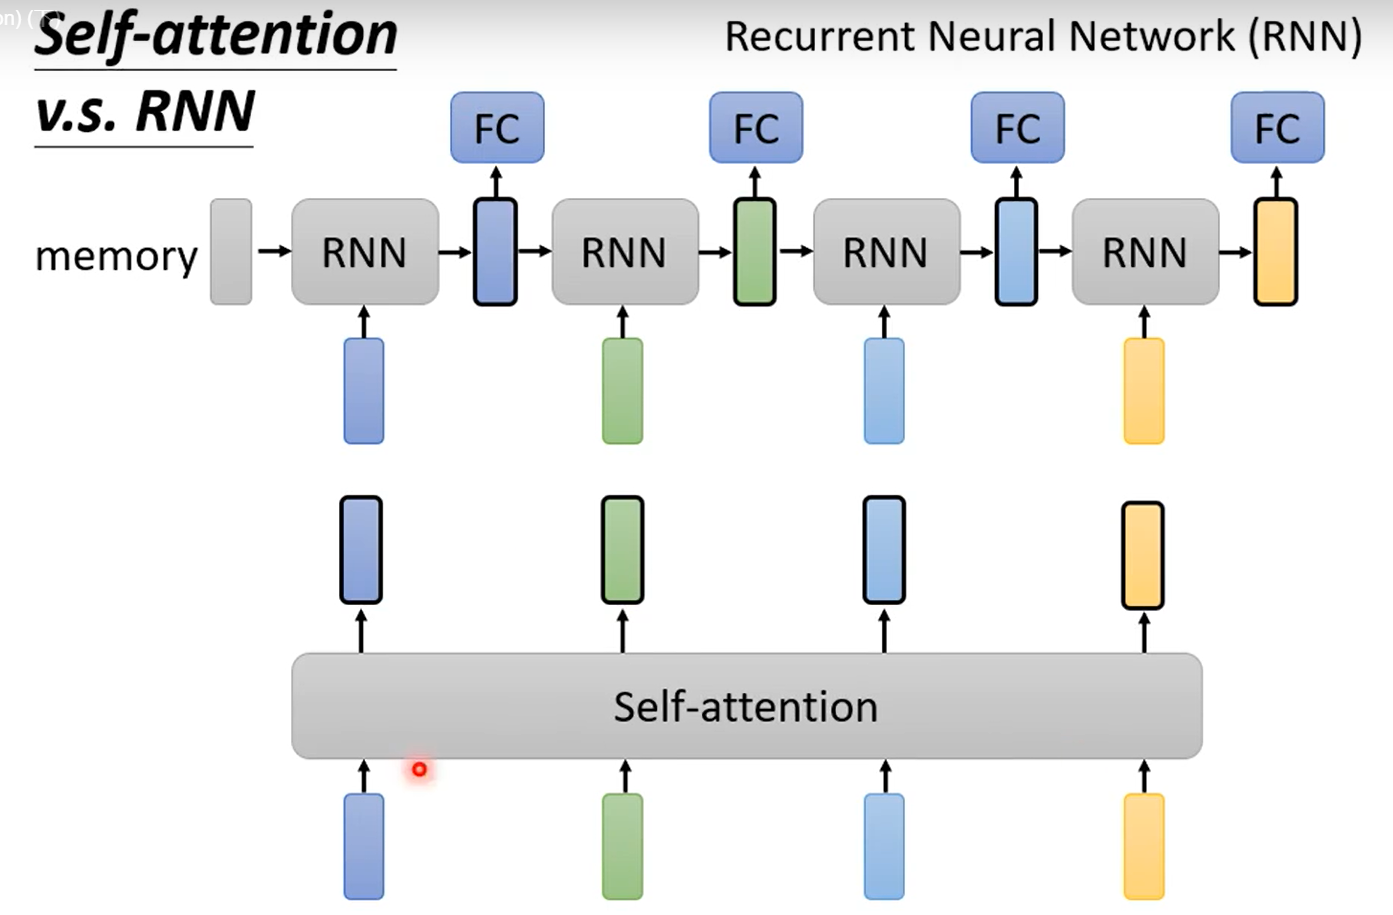 on) (下)
Self-attention
v.s. RNN
Recurrent Neural Network (RNN)
FC
FC
FC
FC
memory
RNN
RNN
RNN
RNN
Self-attention